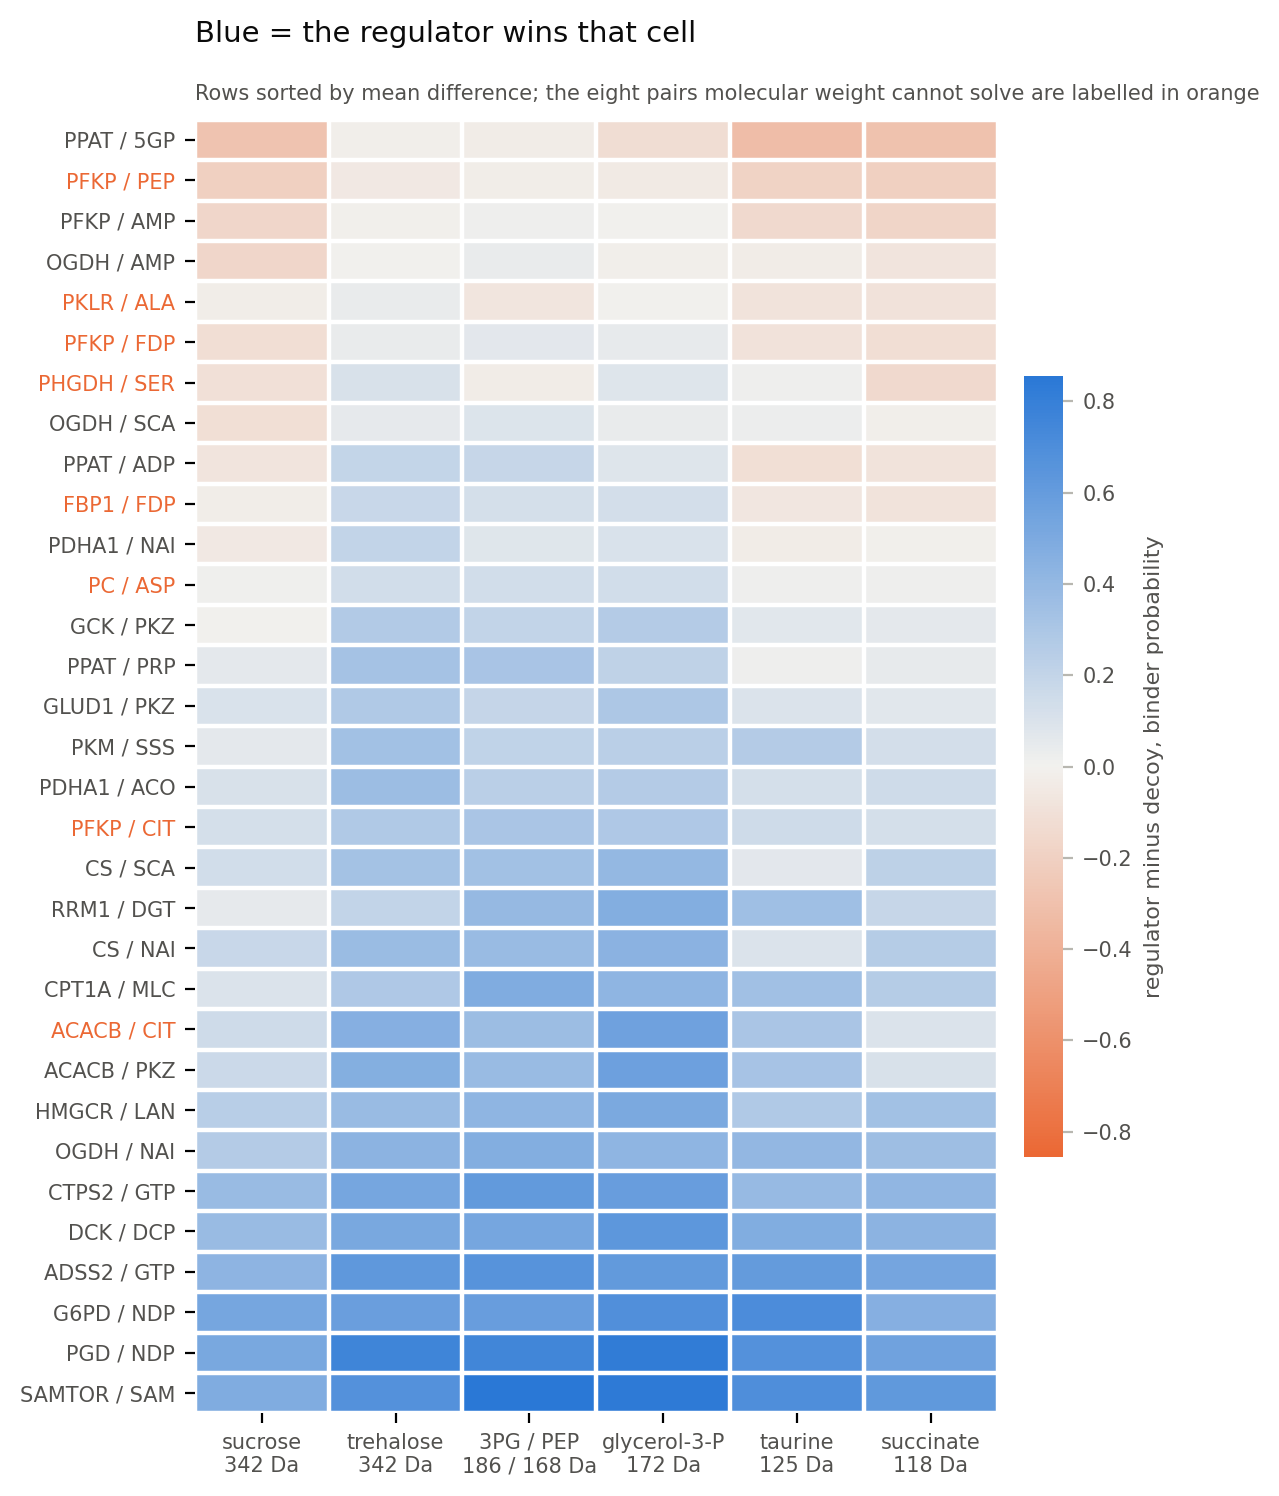 Blue = the regulator wins that cell
Rows sorted by mean difference; the eight pairs molecular weight cannot solve are labelled in orange
PPAT / 5GP
PFKP / PEP
PFKP / AMP
OGDH / AMP
PKLR / ALA
PFKP / FDP
PHGDH / SER
OGDH / SCA
PPAT / ADP
FBP1 / FDP
PDHA1 / NAI
PC / ASP
GCK / PKZ
PPAT / PRP
GLUD1 / PKZ
PKM / SSS
PDHA1 / ACO
PFKP / CIT
CS / SCA
RRM1 / DGT
CS / NAI
CPT1A / MLC
ACACB / CIT
ACACB / PKZ
HMGCR / LAN
OGDH / NAI
CTPS2 / GTP
DCK / DCP
ADSS2 / GTP
G6PD / NDP
PGD / NDP
SAMTOR / SAM
sucrose
342 Da
trehalose
342 Da
3PG / PEP
186 / 168 Da
glycerol-3-P
172 Da
taurine
125 Da
succinate
118 Da
0.8
0.6
0.4
0.2
0.0
−0.2
−0.4
−0.6
−0.8
regulator minus decoy, binder probability